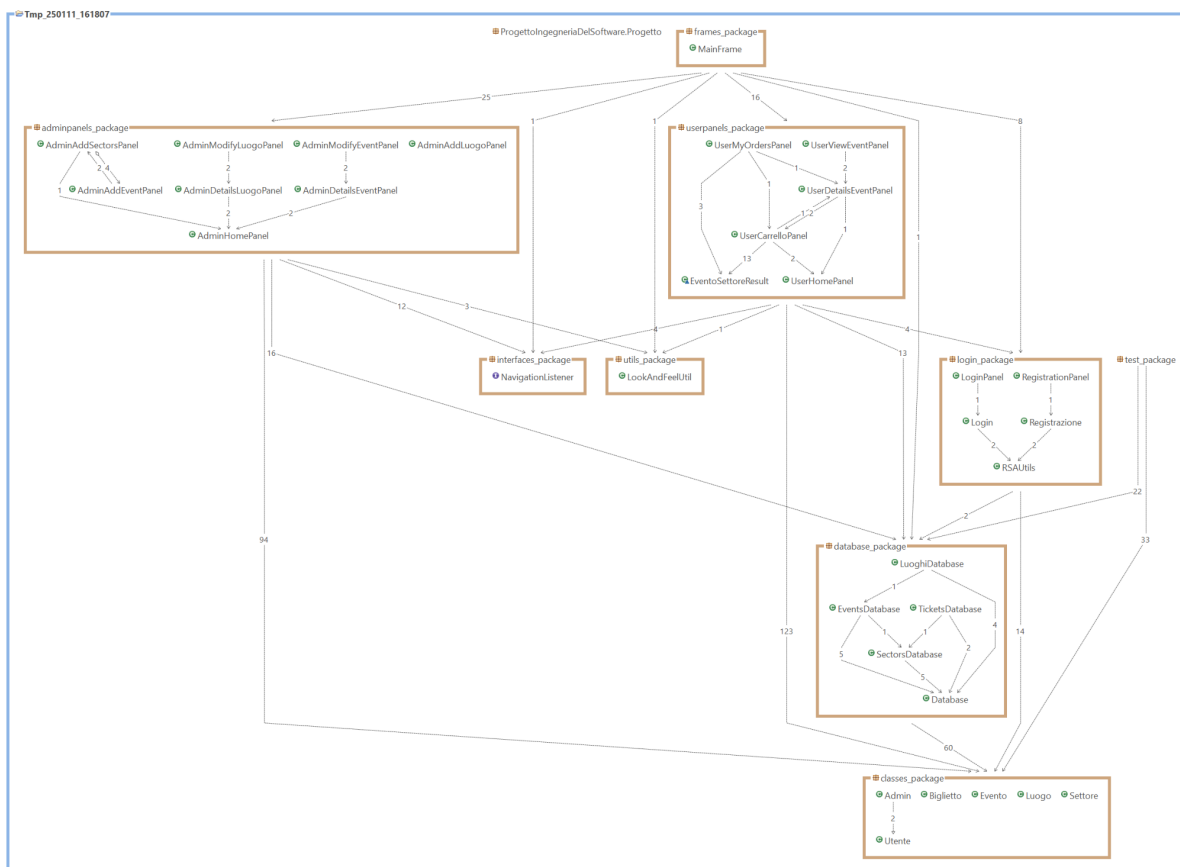 Tmp_250111_161807
ProgettoIngegneriaDelSoftware.Progetto
frames_package
MainFrame
25
16
1
1
1
8
adminpanels_package
AdminAddSectorsPanel
AdminModifyLuogoPanel
AdminModifyEventPanel
AdminAddLuogoPanel
2
4
2
2
1
AdminAddEventPanel
AdminDetailsLuogoPanel
AdminDetailsEventPanel
2
2
AdminHomePanel
userpanels_package
UserMyOrdersPanel
UserViewEventPanel
1
2
1
UserDetailsEventPanel
3
1
2
1
UserCarrelloPanel
13
2
EventoSettoreResult
UserHomePanel
12
3
4
1
4
16
13
interfaces_package
NavigationListener
utils_package
LookAndFeelUtil
login_package
LoginPanel
RegistrationPanel
1
1
Login
Registrazione
2
2
RSAUtils
test_package
22
2
94
33
database_package
LuoghiDatabase
1
EventsDatabase
TicketsDatabase
4
1
1
SectorsDatabase
5
2
5
Database
123
14
60
classes_package
Admin
Biglietto
Evento
Luogo
Settore
2
Utente